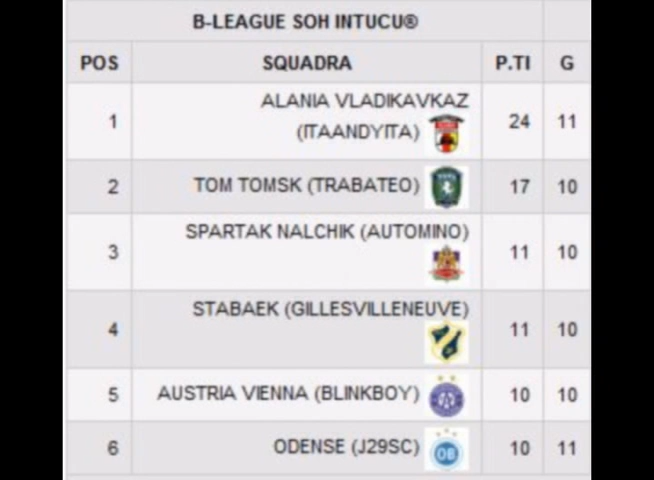 B-LEAGUE SOH INTUCU®
POS SQUADRA P.TI G
1 ALANIA VLADIKAVKAZ
(ITAANDYITA) 24 11
2 TOM TOMSK (TRABATEO) 17 10
3 SPARTAK NALCHIK (AUTOMINO) 11 10
4 STABAEK (GILLESVILLENEUVE) 11 10
5 AUSTRIA VIENNA (BLINKBOY) 10 10
6 ODENSE (J29SC) 10 11
OB